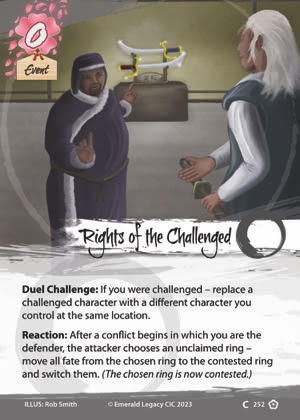 0
Event
Rights of the Challenged
Duel Challenge: If you were challenged – replace a
challenged character with a different character you
control at the same location.
Reaction: After a conflict begins in which you are the
defender, the attacker chooses an unclaimed ring –
move all fate from the chosen ring to the contested ring
and switch them. (The chosen ring is now contested.)
ILLUS: Rob Smith © Emerald Legacy CIC 2023 C 252